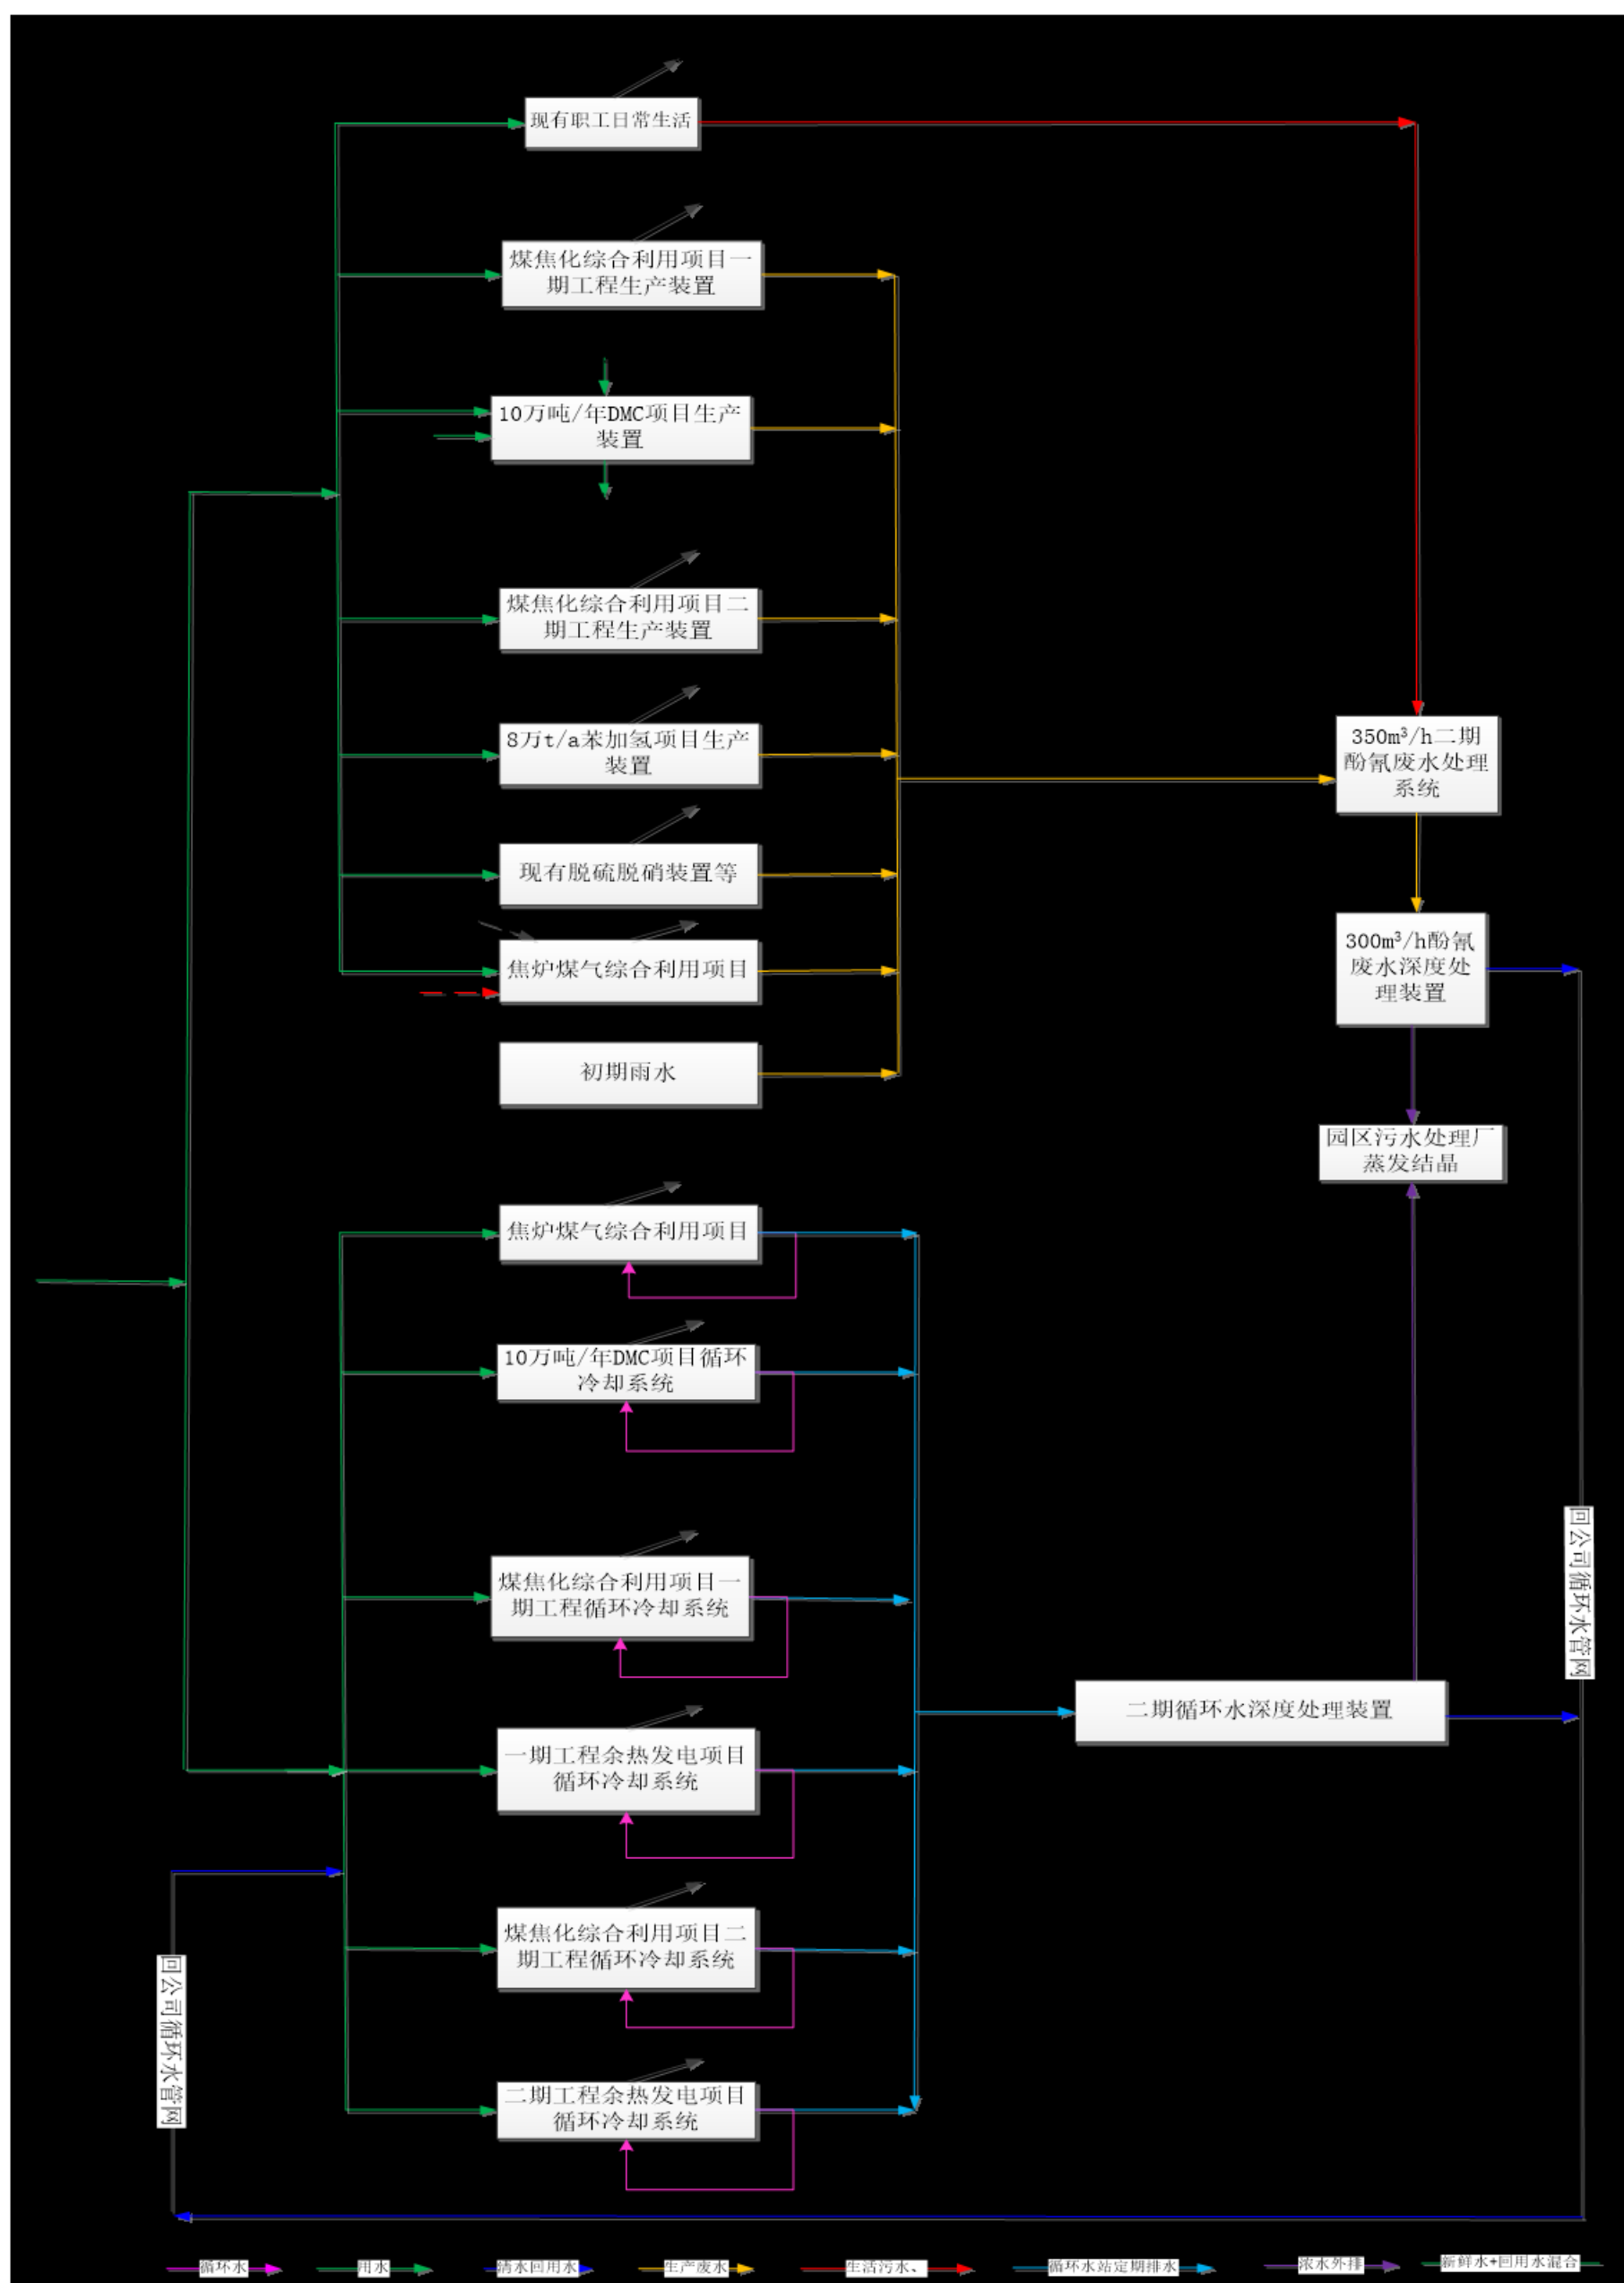 现有职工日常生活
煤焦化综合利用项目一
期工程生产装置
10万吨/年DMC项目生产
装置
煤焦化综合利用项目二
期工程生产装置
8万t/a苯加氢项目生产
装置
现有脱硫脱硝装置等
焦炉煤气综合利用项目
初期雨水
350m³/h二期
酚氰废水处理
系统
300m³/h酚氰
废水深度处
理装置
园区污水处理厂
蒸发结晶
焦炉煤气综合利用项目
10万吨/年DMC项目循环
冷却系统
煤焦化综合利用项目一
期工程循环冷却系统
一期工程余热发电项目
循环冷却系统
煤焦化综合利用项目二
期工程循环冷却系统
二期工程余热发电项目
循环冷却系统
二期循环水深度处理装置
回公司循环水管网
回公司循环水管网
循环水
用水
清水回用水
生产废水
生活污水、
循环水站定期排水
浓水外排
新鲜水+回用水混合